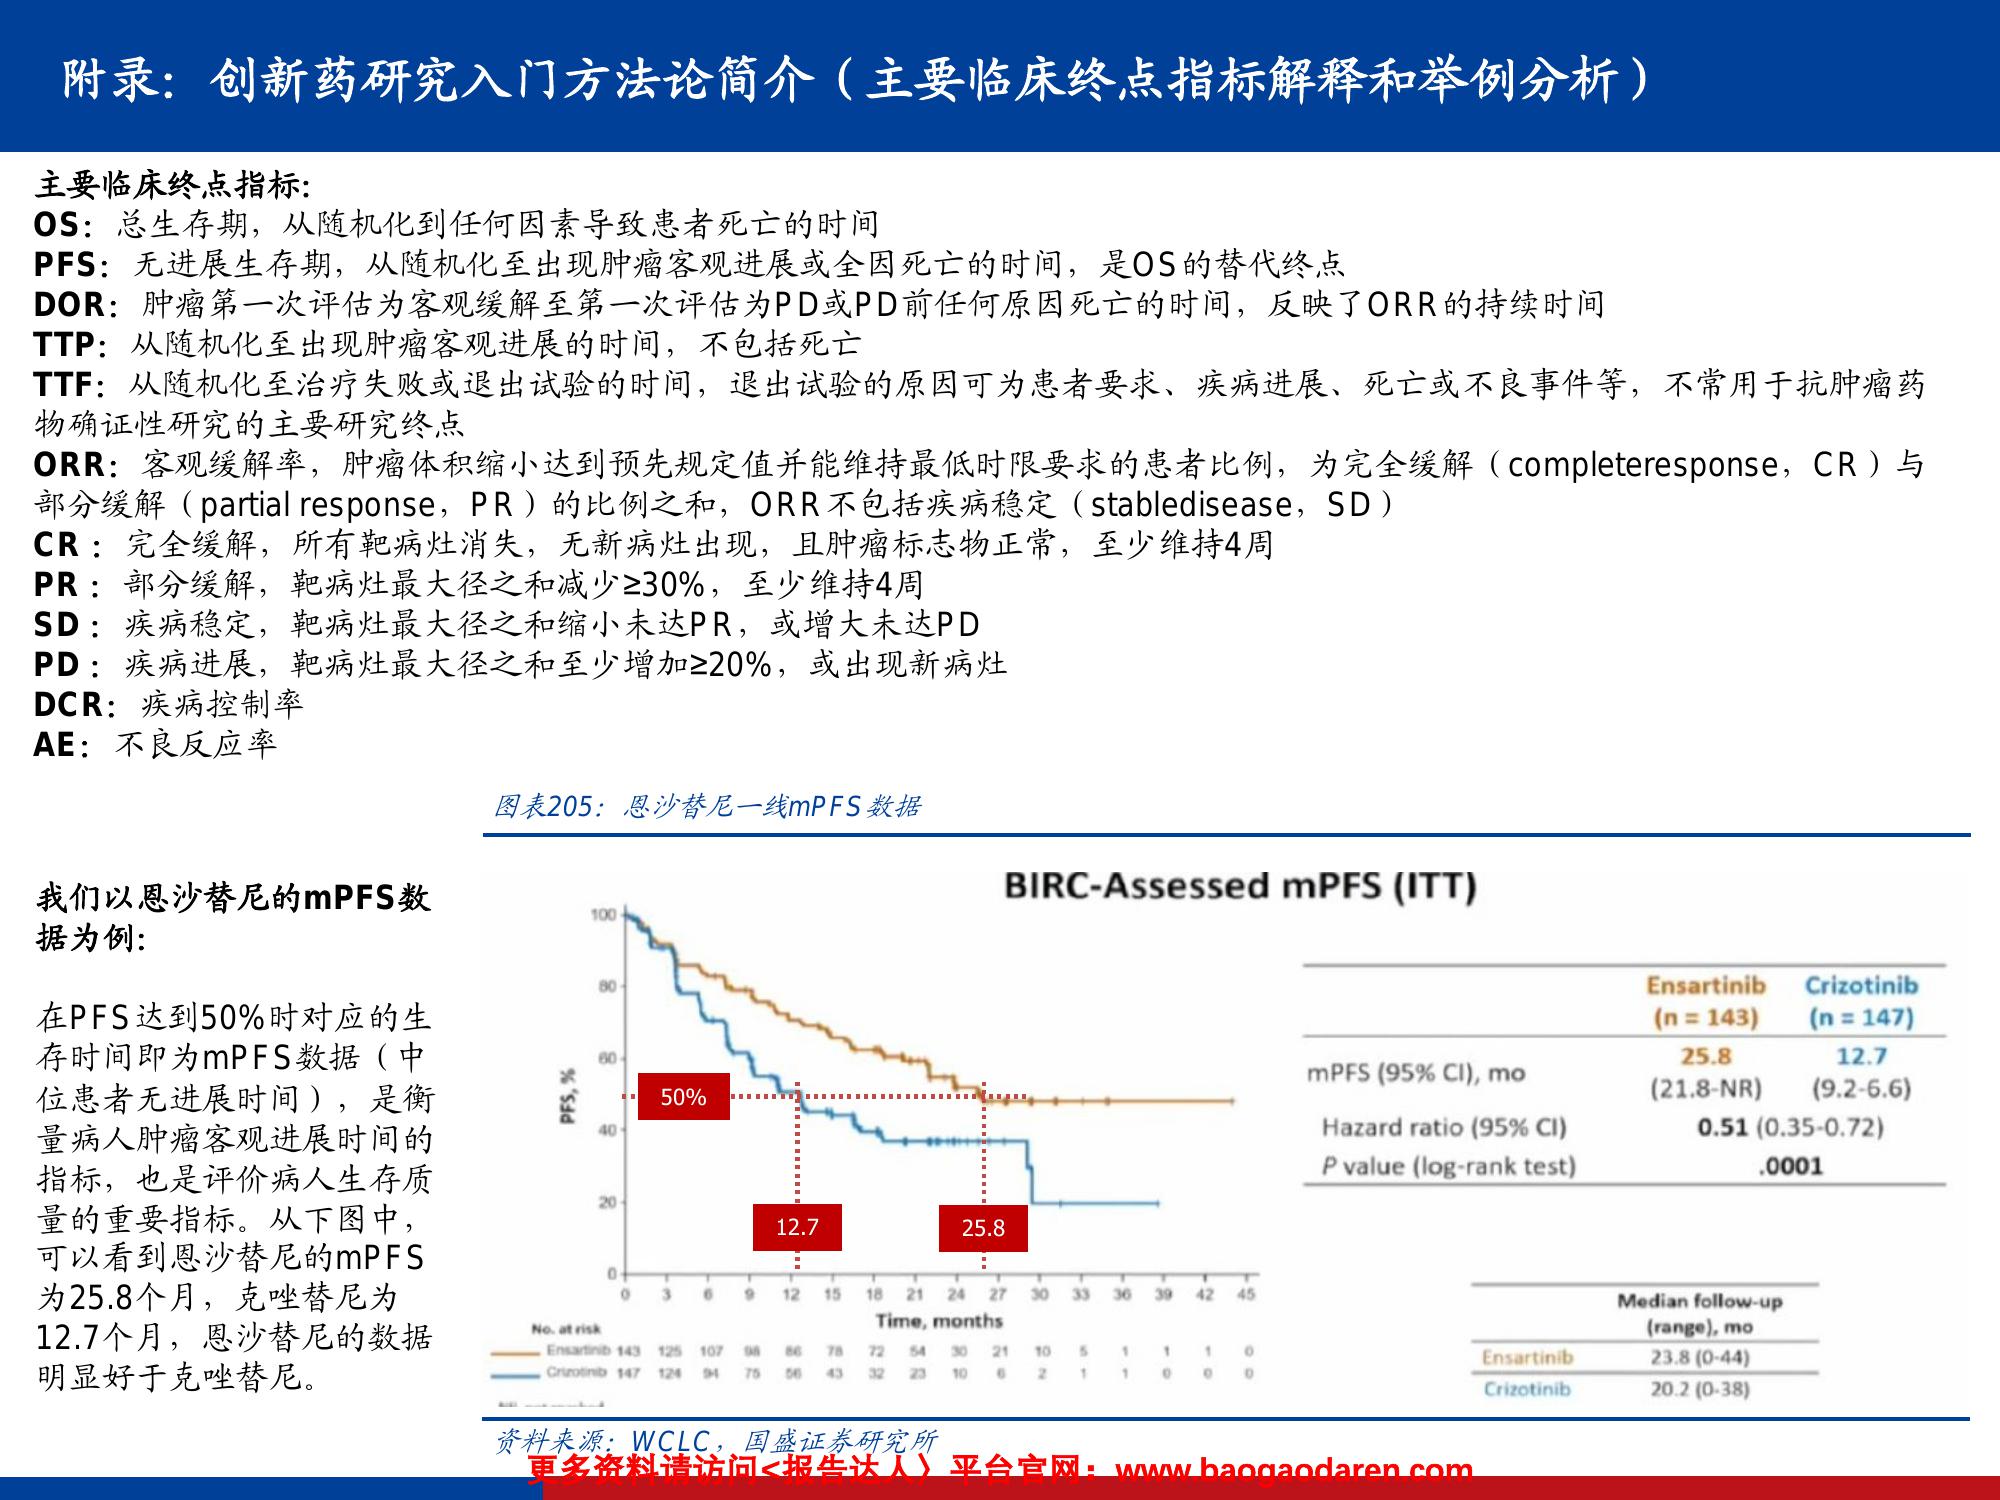 附录：创新药研究入门方法论简介（主要临床终点指标解释和举例分析）
主要临床终点指标：
OS：总生存期，从随机化到任何因素导致患者死亡的时间
PFS：无进展生存期，从随机化至出现肿瘤客观进展或全因死亡的时间，是OS的替代终点
DOR：肿瘤第一次评估为客观缓解至第一次评估为PD或PD前任何原因死亡的时间，反映了ORR的持续时间
TTP：从随机化至出现肿瘤客观进展的时间，不包括死亡
TTF：从随机化至治疗失败或退出试验的时间，退出试验的原因可为患者要求、疾病进展、死亡或不良事件等，不常用于抗肿瘤药
物确证性研究的主要研究终点
ORR：客观缓解率，肿瘤体积缩小达到预先规定值并能维持最低时限要求的患者比例，为完全缓解（completeresponse，CR）与
部分缓解（partial response，PR）的比例之和，ORR不包括疾病稳定（stabledisease，SD）
CR：完全缓解，所有靶病灶消失，无新病灶出现，且肿瘤标志物正常，至少维持4周
PR：部分缓解，靶病灶最大径之和减少≥30%，至少维持4周
SD：疾病稳定，靶病灶最大径之和缩小未达PR，或增大未达PD
PD：疾病进展，靶病灶最大径之和至少增加≥20%，或出现新病灶
DCR：疾病控制率
AE：不良反应率
图表205：恩沙替尼一线mPFS数据
我们以恩沙替尼的mPFS数
据为例：
在PFS达到50%时对应的生
存时间即为mPFS数据（中
位患者无进展时间），是衡
量病人肿瘤客观进展时间的
指标，也是评价病人生存质
量的重要指标。从下图中，
可以看到恩沙替尼的mPFS
为25.8个月，克唑替尼为
12.7个月，恩沙替尼的数据
明显好于克唑替尼。
BIRC-Assessed mPFS (ITT)
100
80
60
40
20
0
PFS, %
50%
12.7
25.8
0 3 6 9 12 15 18 21 24 27 30 33 36 39 42 45
Time, months
No. at risk
Ensartinib 143 125 107 98 86 78 72 54 30 21 10 5 1 1 1 0
Crizotinib 147 124 94 75 56 43 32 23 10 6 2 1 1 0 0 0
Ensartinib Crizotinib
(n = 143) (n = 147)
25.8 12.7
mPFS (95% CI), mo
(21.8-NR) (9.2-6.6)
Hazard ratio (95% CI) 0.51 (0.35-0.72)
P value (log-rank test) .0001
Median follow-up
(range), mo
Ensartinib 23.8 (0-44)
Crizotinib 20.2 (0-38)
资料来源：WCLC，国盛证券研究所
更多资料请访问<报告达人〉平台官网：www.baogaodaren.com